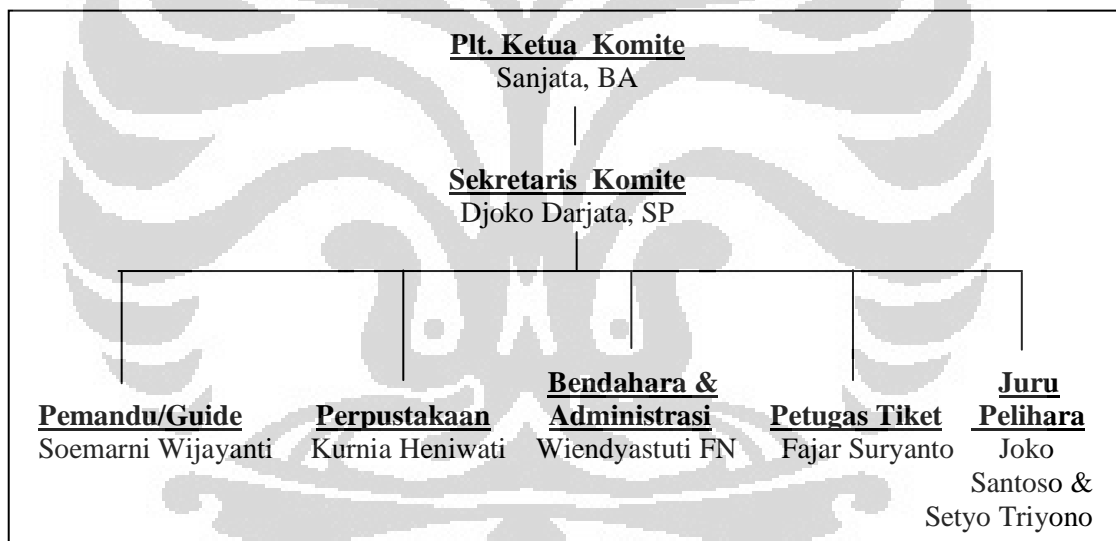 Plt. Ketua Komite
Sanjata, BA
Sekretaris Komite
Djoko Darjata, SP
Pemandu/Guide
Soemarni Wijayanti
Perpustakaan
Kurnia Heniwati
Bendahara &
Administrasi
Wiendyastuti FN
Petugas Tiket
Fajar Suryanto
Juru
Pelihara
Joko
Santoso &
Setyo Triyono